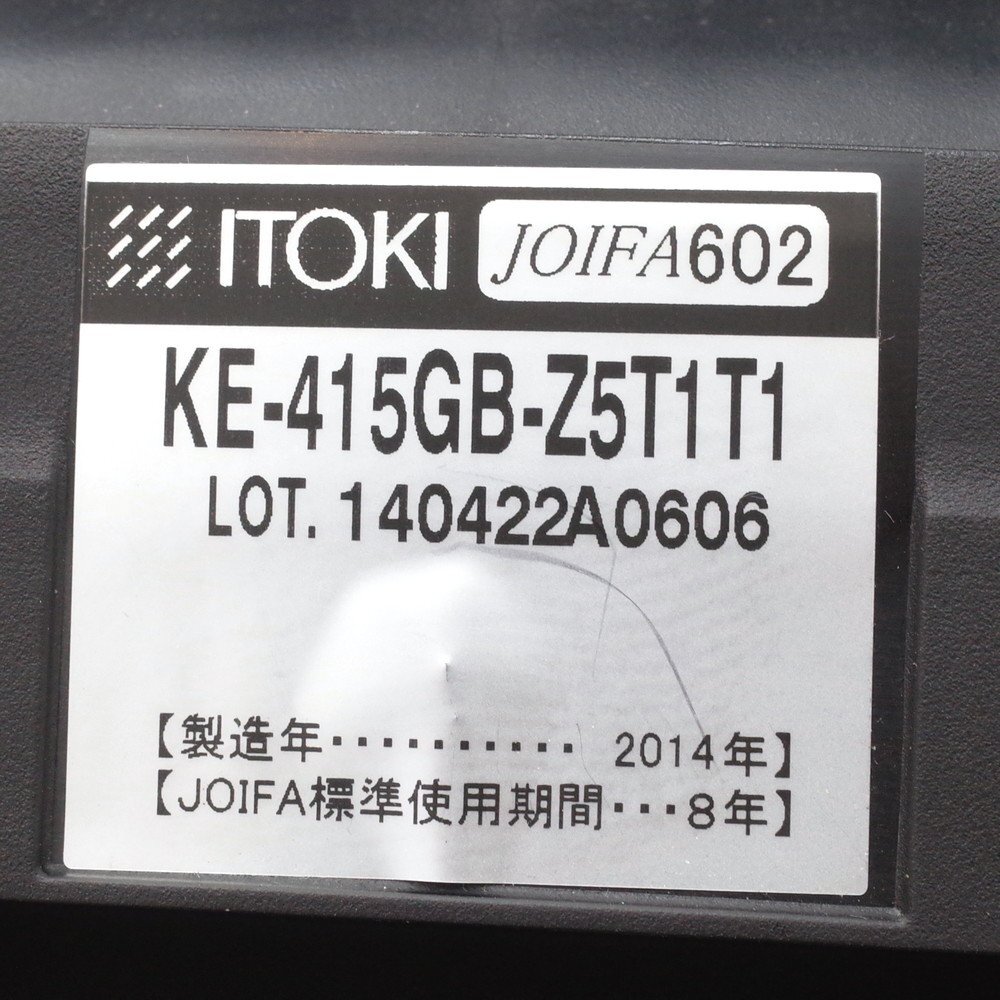 ITOKI JOIFA602
KE-415GB-Z5T1T1
LOT. 140422A0606
【製造年・・・・・・・・・・ 2014年】
【JOIFA標準使用期間・・・8年】